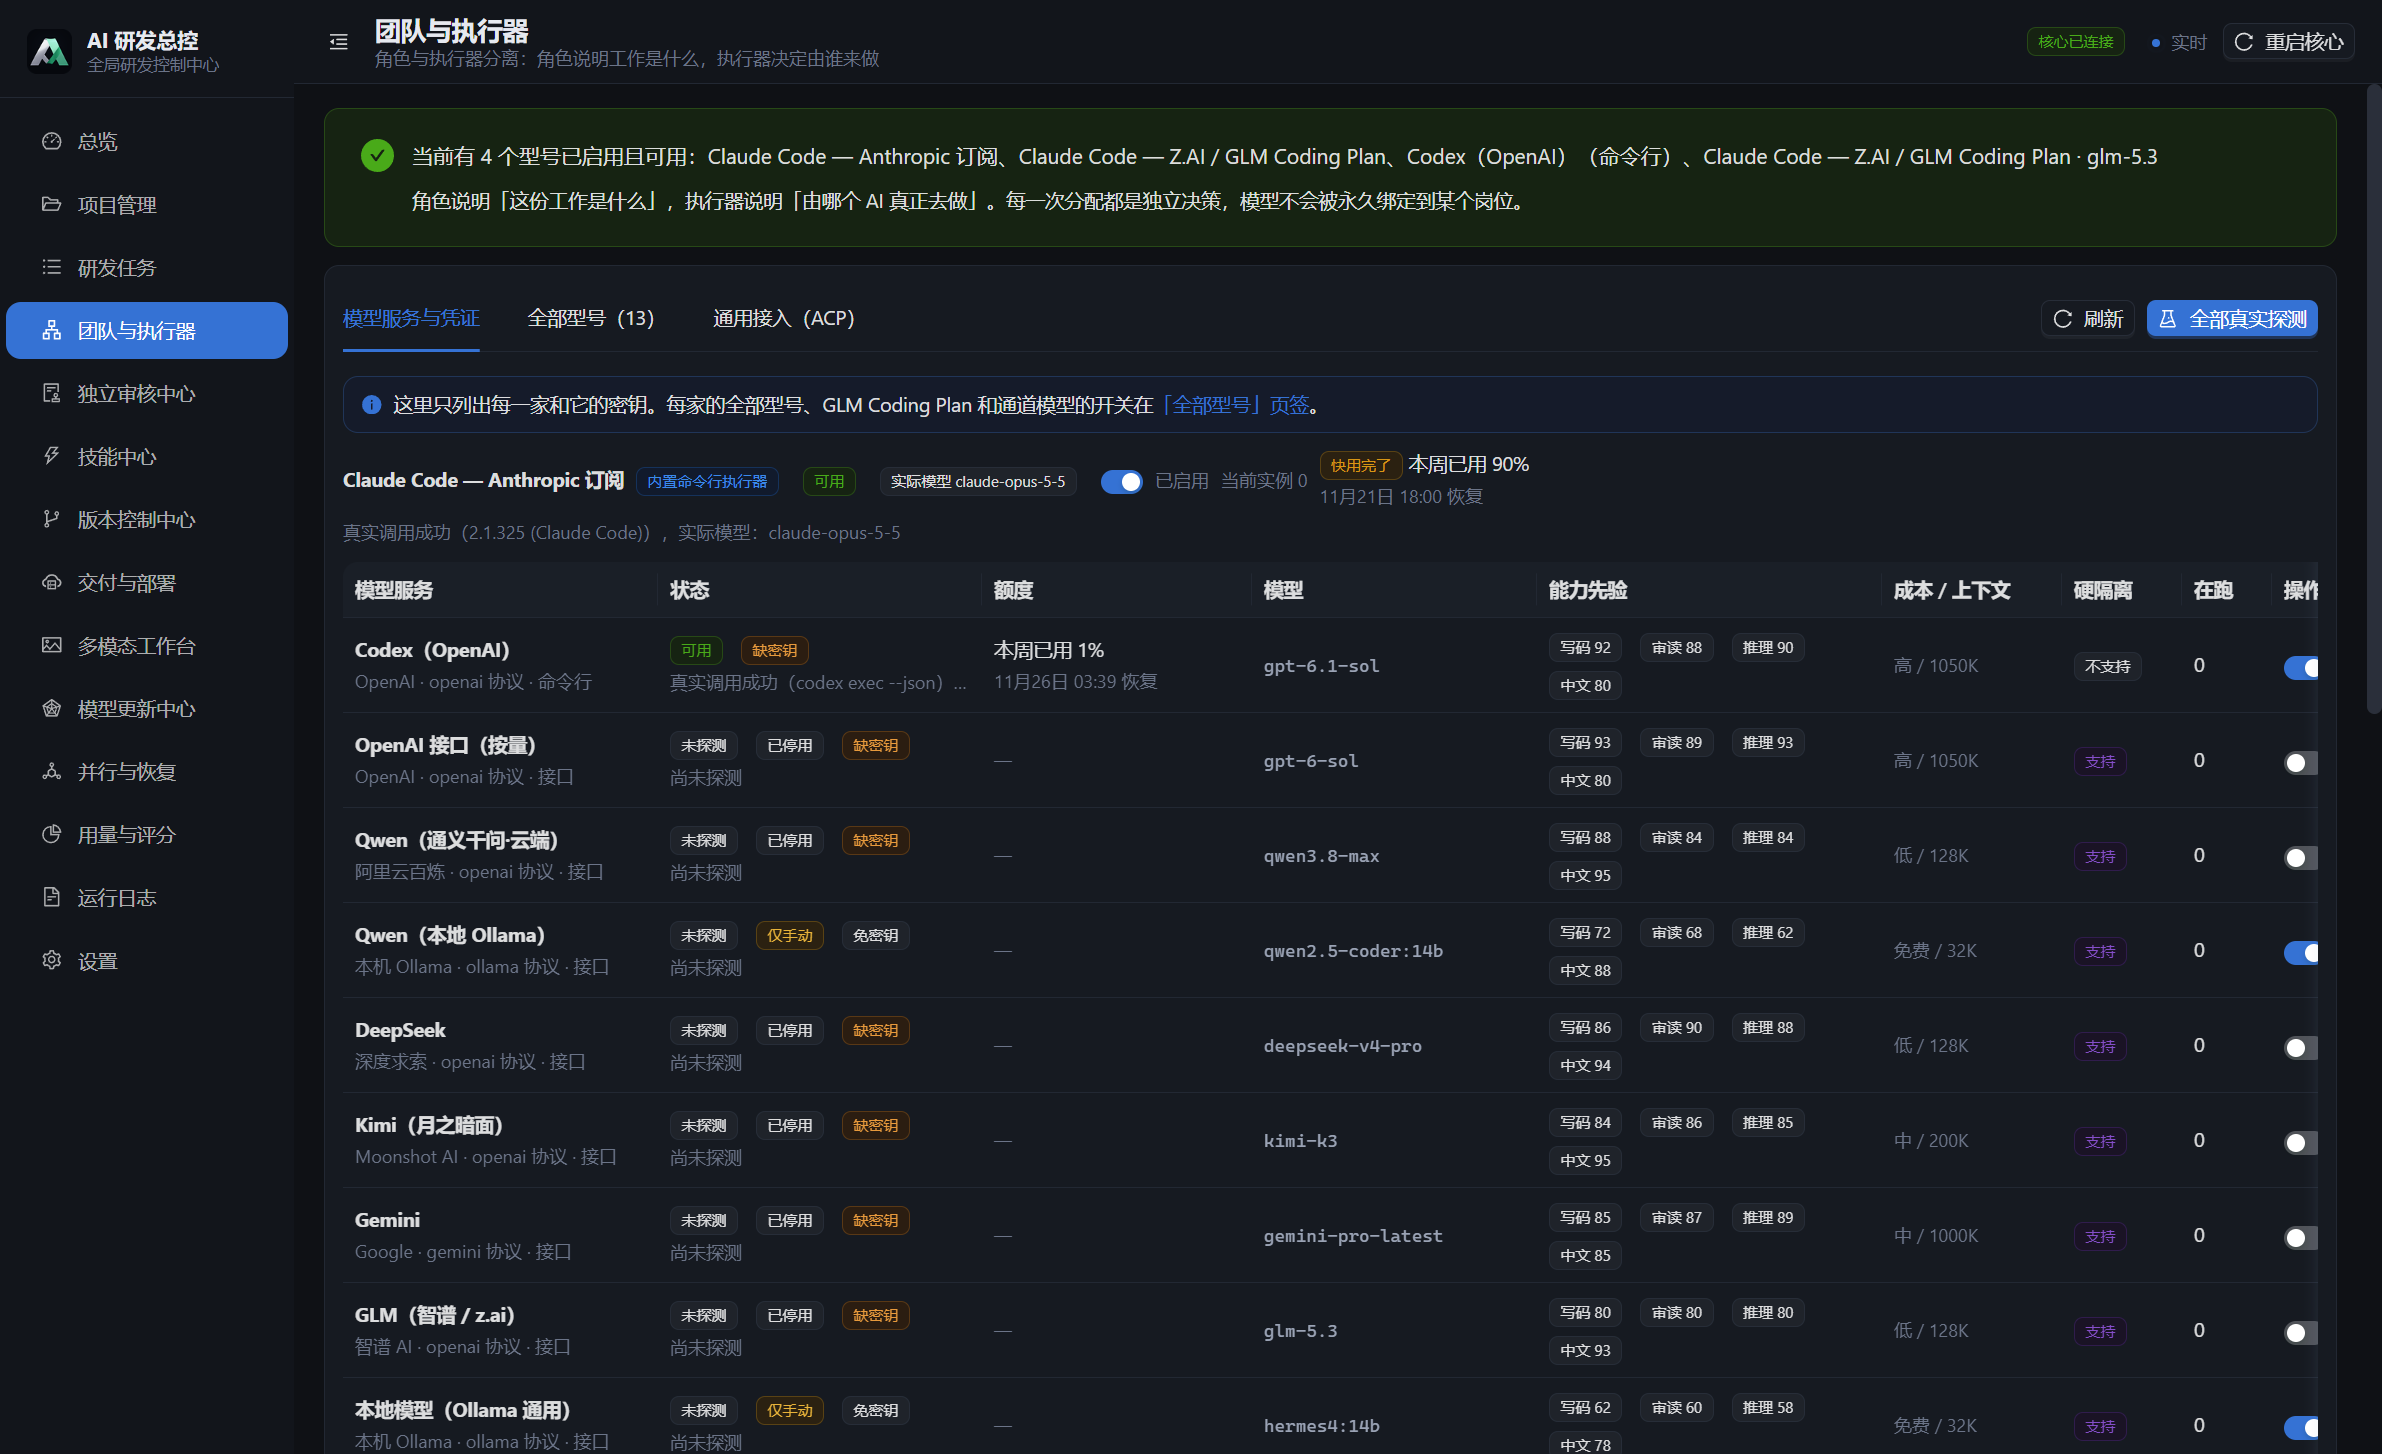 AI 研发总控
全局研发控制中心
总览
项目管理
研发任务
团队与执行器
独立审核中心
技能中心
版本控制中心
交付与部署
多模态工作台
模型更新中心
并行与恢复
用量与评分
运行日志
设置
团队与执行器
角色与执行器分离：角色说明工作是什么，执行器决定由谁来做
核心已连接
实时
重启核心
当前有 4 个型号已启用且可用：Claude Code — Anthropic 订阅、Claude Code — Z.AI / GLM Coding Plan、Codex（OpenAI）（命令行）、Claude Code — Z.AI / GLM Coding Plan · glm-5.3
角色说明「这份工作是什么」，执行器说明「由哪个 AI 真正去做」。每一次分配都是独立决策，模型不会被永久绑定到某个岗位。
模型服务与凭证 全部型号（13） 通用接入（ACP）
刷新 全部真实探测
这里只列出每一家和它的密钥。每家的全部型号、GLM Coding Plan 和通道模型的开关在「全部型号」页签。
Claude Code — Anthropic 订阅 内置命令行执行器 可用 实际模型 claude-opus-5-5 已启用 当前实例 0 快用完了 本周已用 90%
11月21日 18:00 恢复
真实调用成功（2.1.325 (Claude Code)），实际模型：claude-opus-5-5
模型服务 状态 额度 模型 能力先验 成本 / 上下文 硬隔离 在跑 操作
Codex（OpenAI） 可用 缺密钥 本周已用 1% gpt-6.1-sol 写码 92 审读 88 推理 90 高 / 1050K 不支持 0
OpenAI · openai 协议 · 命令行 真实调用成功（codex exec --json）... 11月26日 03:39 恢复 中文 80
OpenAI 接口（按量） 未探测 已停用 缺密钥 — gpt-6-sol 写码 93 审读 89 推理 93 高 / 1050K 支持 0
OpenAI · openai 协议 · 接口 尚未探测 中文 80
Qwen（通义千问·云端） 未探测 已停用 缺密钥 — qwen3.8-max 写码 88 审读 84 推理 84 低 / 128K 支持 0
阿里云百炼 · openai 协议 · 接口 尚未探测 中文 95
Qwen（本地 Ollama） 未探测 仅手动 免密钥 — qwen2.5-coder:14b 写码 72 审读 68 推理 62 免费 / 32K 支持 0
本机 Ollama · ollama 协议 · 接口 尚未探测 中文 88
DeepSeek 未探测 已停用 缺密钥 — deepseek-v4-pro 写码 86 审读 90 推理 88 低 / 128K 支持 0
深度求索 · openai 协议 · 接口 尚未探测 中文 94
Kimi（月之暗面） 未探测 已停用 缺密钥 — kimi-k3 写码 84 审读 86 推理 85 中 / 200K 支持 0
Moonshot AI · openai 协议 · 接口 尚未探测 中文 95
Gemini 未探测 已停用 缺密钥 — gemini-pro-latest 写码 85 审读 87 推理 89 中 / 1000K 支持 0
Google · gemini 协议 · 接口 尚未探测 中文 85
GLM（智谱 / z.ai） 未探测 已停用 缺密钥 — glm-5.3 写码 80 审读 80 推理 80 低 / 128K 支持 0
智谱 AI · openai 协议 · 接口 尚未探测 中文 93
本地模型（Ollama 通用） 未探测 仅手动 免密钥 — hermes4:14b 写码 62 审读 60 推理 58 免费 / 32K 支持 0
本机 Ollama · ollama 协议 · 接口 尚未探测 中文 78